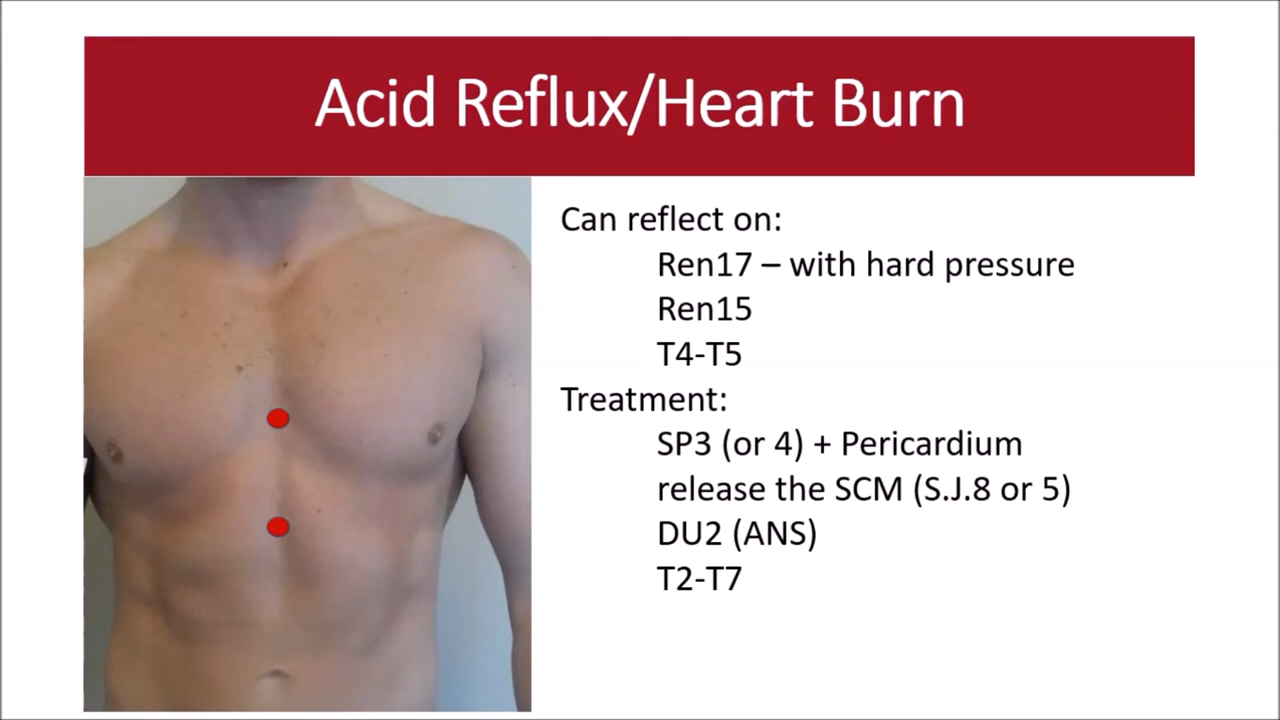 Acid Reflux/Heart Burn
Can reflect on:
Ren17 – with hard pressure
Ren15
T4-T5
Treatment:
SP3 (or 4) + Pericardium
release the SCM (S.J.8 or 5)
DU2 (ANS)
T2-T7